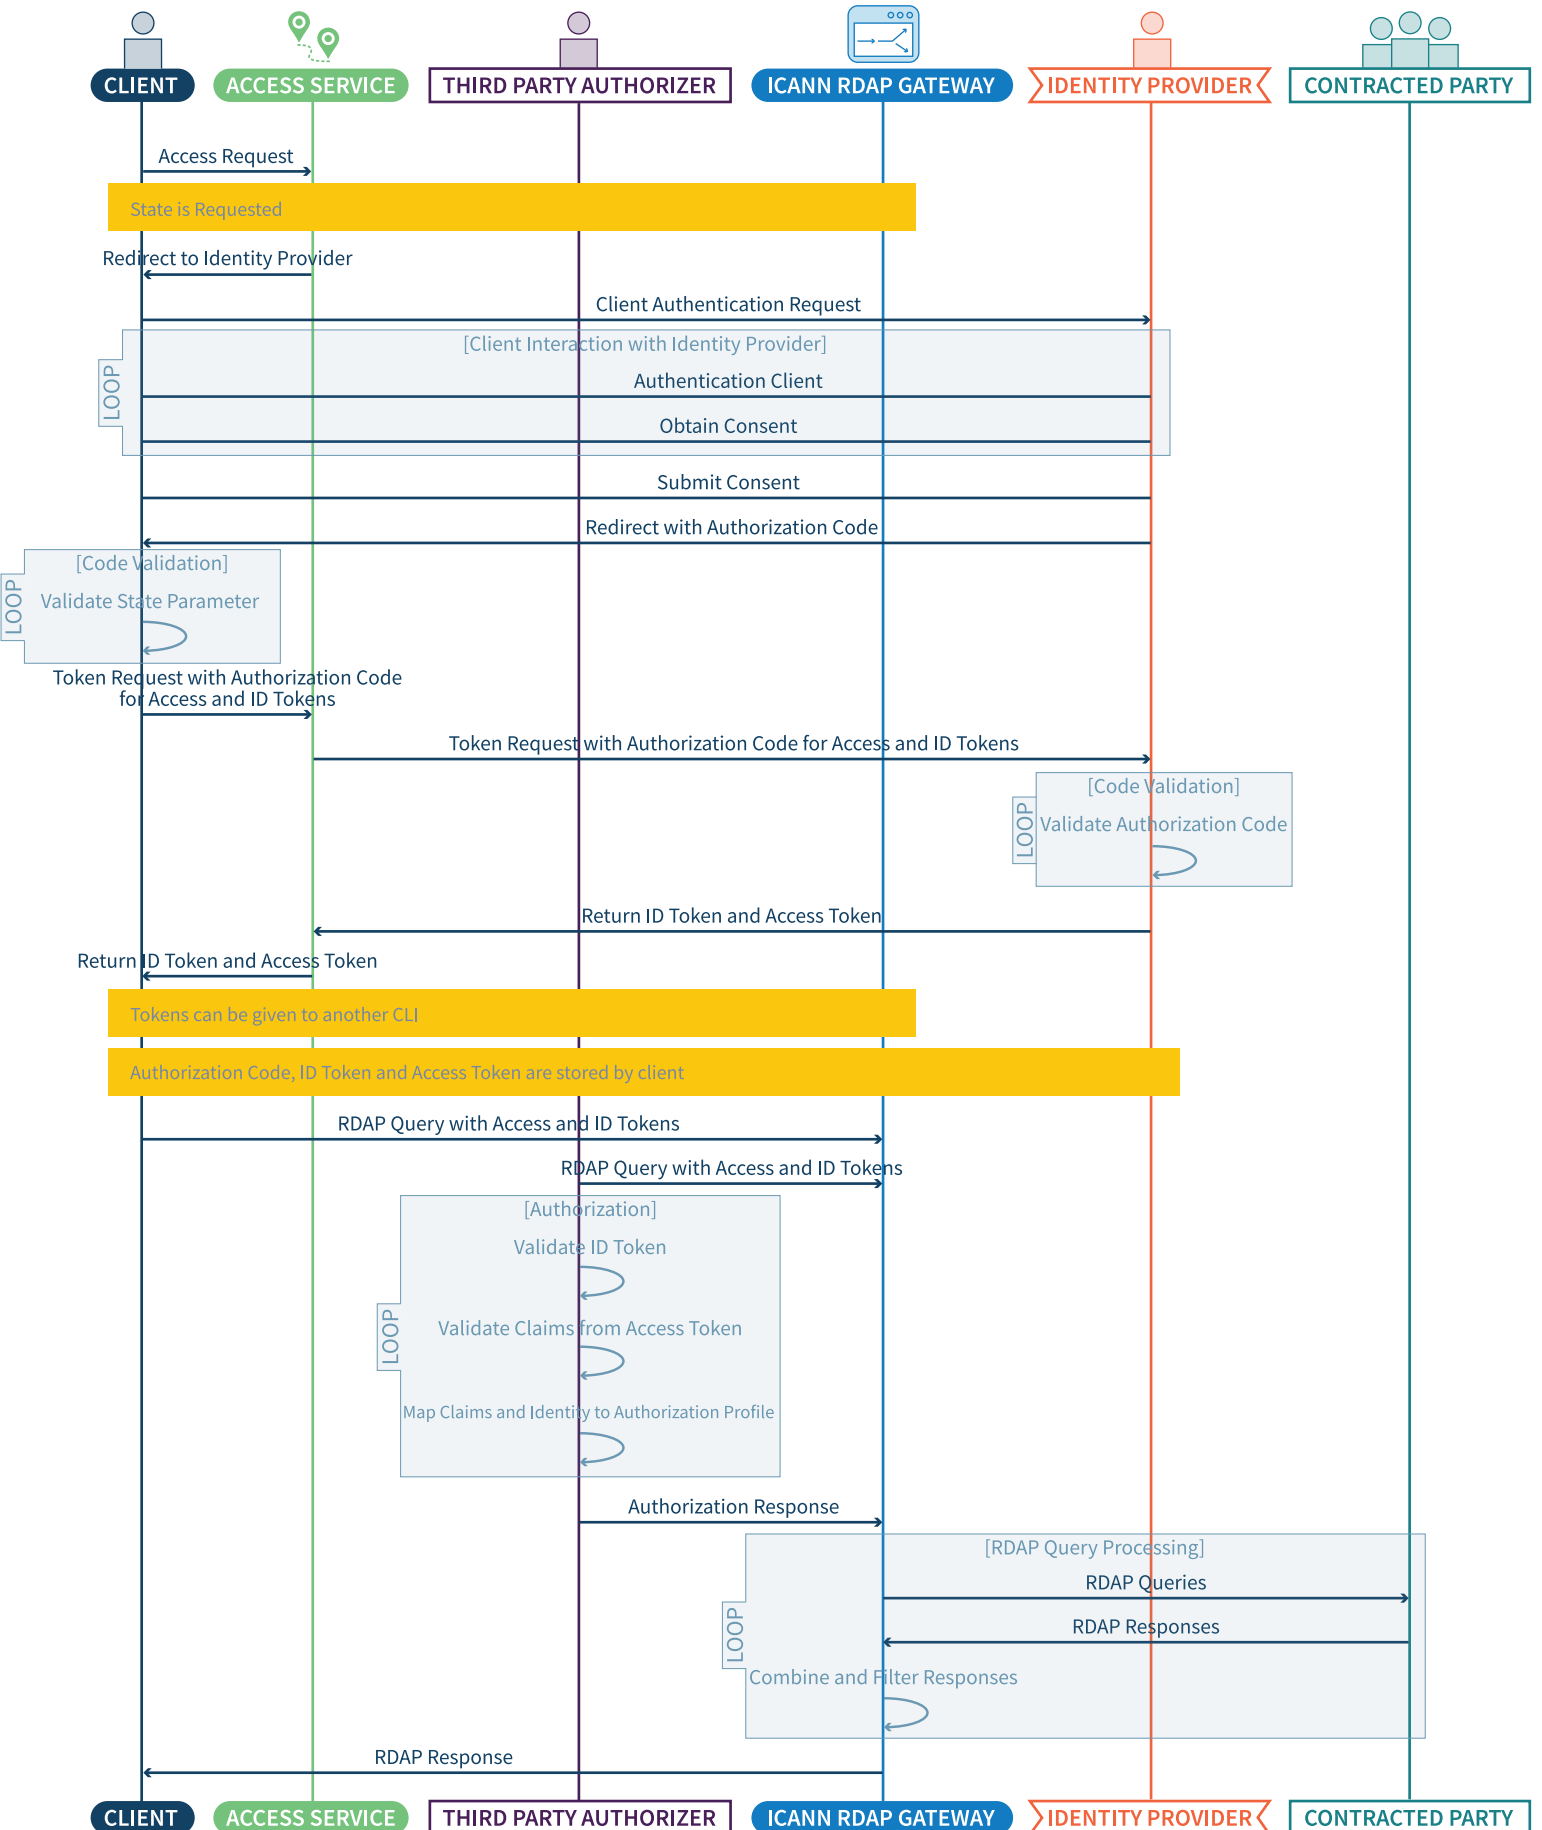 CLIENT
ACCESS SERVICE
THIRD PARTY AUTHORIZER
ICANN RDAP GATEWAY
IDENTITY PROVIDER
CONTRACTED PARTY
Access Request
State is Requested
Redirect to Identity Provider
Client Authentication Request
[Client Interaction with Identity Provider]
LOOP
Authentication Client
Obtain Consent
Submit Consent
Redirect with Authorization Code
[Code Validation]
LOOP
Validate State Parameter
Token Request with Authorization Code
for Access and ID Tokens
Token Request with Authorization Code for Access and ID Tokens
[Code Validation]
LOOP
Validate Authorization Code
Return ID Token and Access Token
Return ID Token and Access Token
Tokens can be given to another CLI
Authorization Code, ID Token and Access Token are stored by client
RDAP Query with Access and ID Tokens
RDAP Query with Access and ID Tokens
[Authorization]
Validate ID Token
LOOP
Validate Claims from Access Token
Map Claims and Identity to Authorization Profile
Authorization Response
[RDAP Query Processing]
RDAP Queries
LOOP
RDAP Responses
Combine and Filter Responses
RDAP Response
CLIENT
ACCESS SERVICE
THIRD PARTY AUTHORIZER
ICANN RDAP GATEWAY
IDENTITY PROVIDER
CONTRACTED PARTY